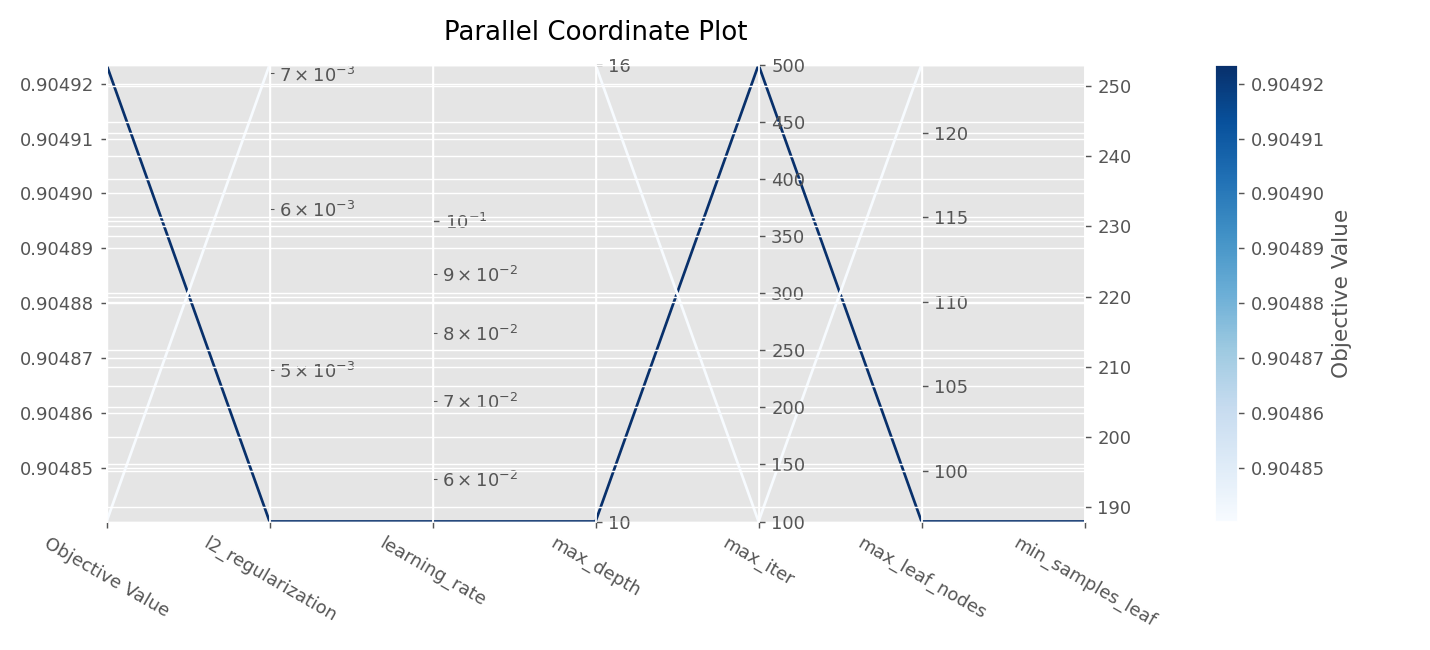 Parallel Coordinate Plot
0.90492
0.90491
0.90490
0.90489
0.90488
0.90487
0.90486
0.90485
7 × 10⁻³
6 × 10⁻³
5 × 10⁻³
10⁻¹
9 × 10⁻²
8 × 10⁻²
7 × 10⁻²
6 × 10⁻²
16
10
500
450
400
350
300
250
200
150
100
120
115
110
105
100
250
240
230
220
210
200
190
Objective Value
l2_regularization
learning_rate
max_depth
max_iter
max_leaf_nodes
min_samples_leaf
0.90492
0.90491
0.90490
0.90489
0.90488
0.90487
0.90486
0.90485
Objective Value